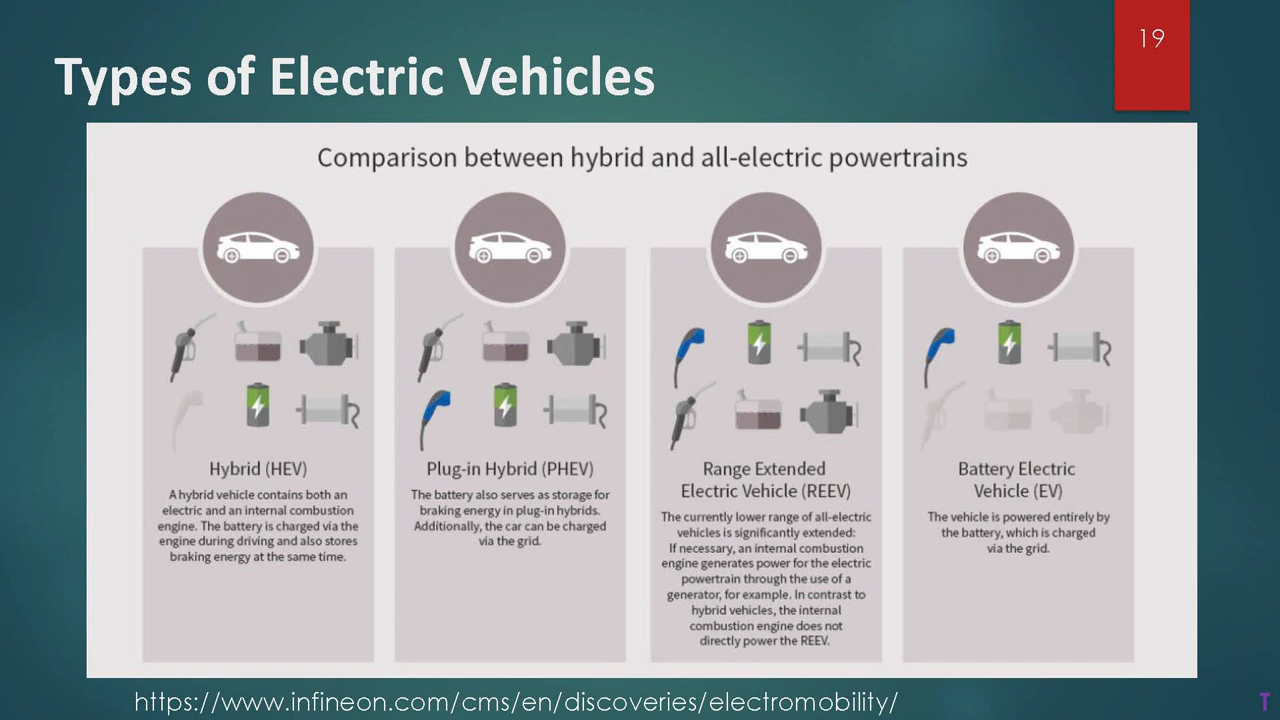 19
Types of Electric Vehicles
Comparison between hybrid and all-electric powertrains
Hybrid (HEV)
A hybrid vehicle contains both an
electric and an internal combustion
engine. The battery is charged via the
engine during driving and also stores
braking energy at the same time.
Plug-in Hybrid (PHEV)
The battery also serves as storage for
braking energy in plug-in hybrids.
Additionally, the car can be charged
via the grid.
Range Extended
Electric Vehicle (REEV)
The currently lower range of all-electric
vehicles is significantly extended:
If necessary, an internal combustion
engine generates power for the electric
powertrain through the use of a
generator, for example. In contrast to
hybrid vehicles, the internal
combustion engine does not
directly power the REEV.
Battery Electric
Vehicle (EV)
The vehicle is powered entirely by
the battery, which is charged
via the grid.
https://www.infineon.com/cms/en/discoveries/electromobility/
T